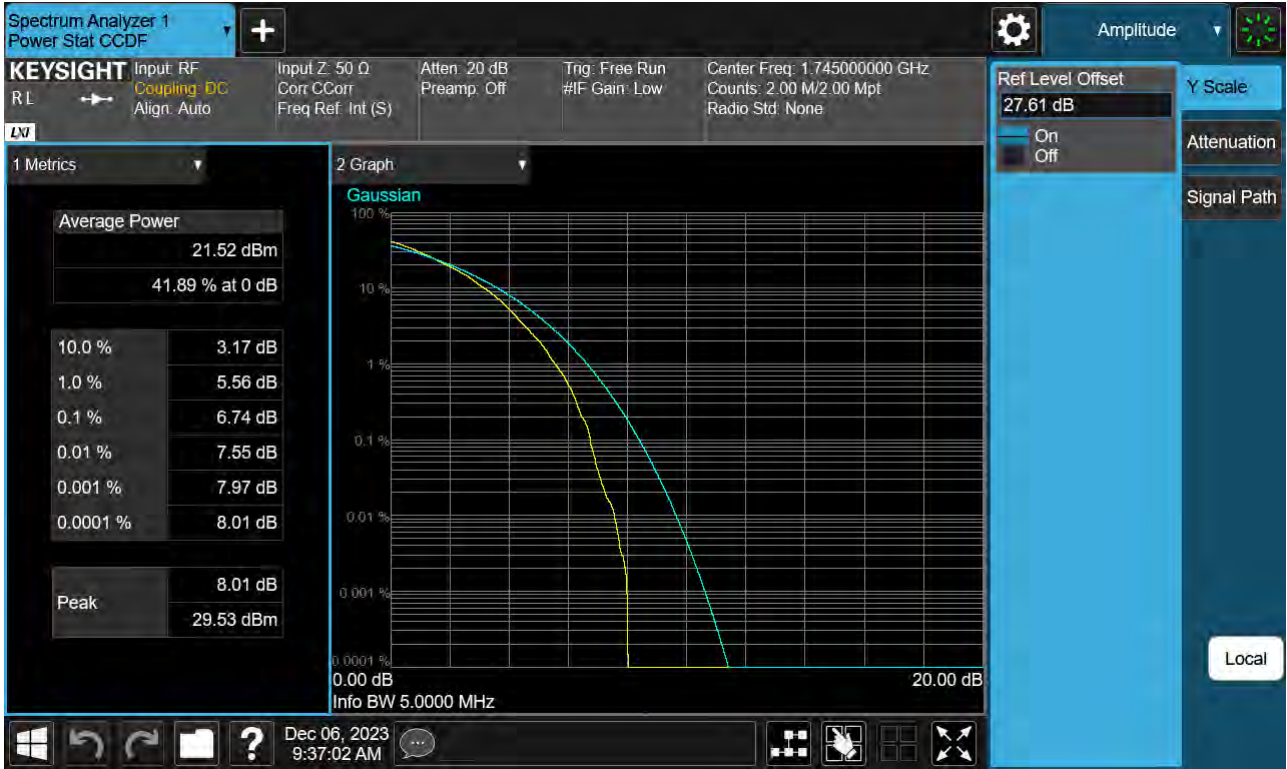 Spectrum Analyzer 1
Power Stat CCDF
+
Amplitude
KEYSIGHT
R L
LXI
Input: RF
Coupling: DC
Align: Auto
Input Z: 50 Ω
Corr CCorr
Freq Ref: Int (S)
Atten: 20 dB
Preamp: Off
Trig: Free Run
#IF Gain: Low
Center Freq: 1.745000000 GHz
Counts: 2.00 M/2.00 Mpt
Radio Std: None
Ref Level Offset
27.61 dB
On
Off
Y Scale
Attenuation
Signal Path
Local
1 Metrics
Average Power
21.52 dBm
41.89 % at 0 dB
10.0 % 3.17 dB
1.0 % 5.56 dB
0.1 % 6.74 dB
0.01 % 7.55 dB
0.001 % 7.97 dB
0.0001 % 8.01 dB
Peak
8.01 dB
29.53 dBm
2 Graph
Gaussian
100 %
10 %
1 %
0.1 %
0.01 %
0.001 %
0.0001 %
0.00 dB 20.00 dB
Info BW 5.0000 MHz
?
Dec 06, 2023
9:37:02 AM